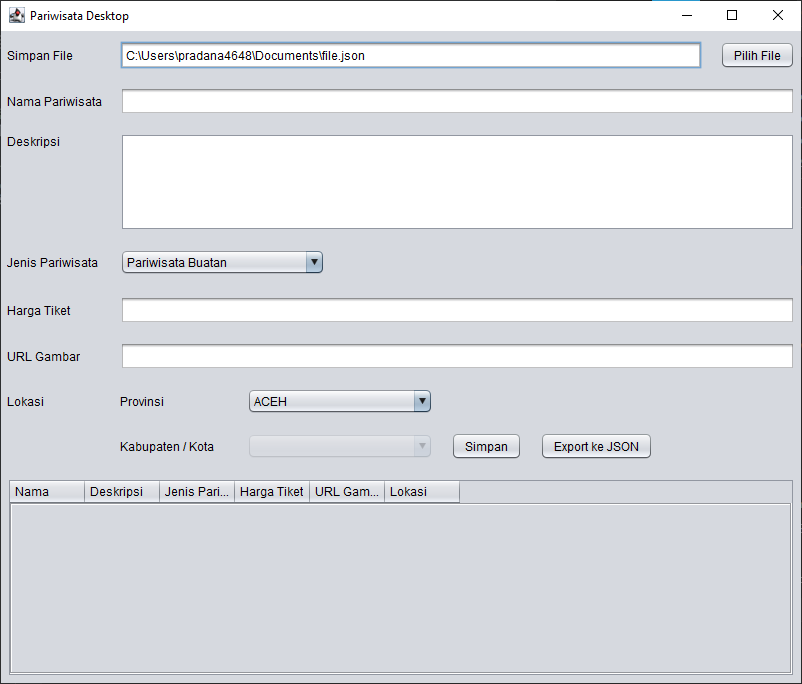 Pariwisata Desktop
Simpan File C:\Users\pradana4648\Documents\file.json Pilih File
Nama Pariwisata
Deskripsi
Jenis Pariwisata Pariwisata Buatan
Harga Tiket
URL Gambar
Lokasi Provinsi ACEH
Kabupaten / Kota Simpan Export ke JSON
Nama Deskripsi Jenis Pari... Harga Tiket URL Gam... Lokasi